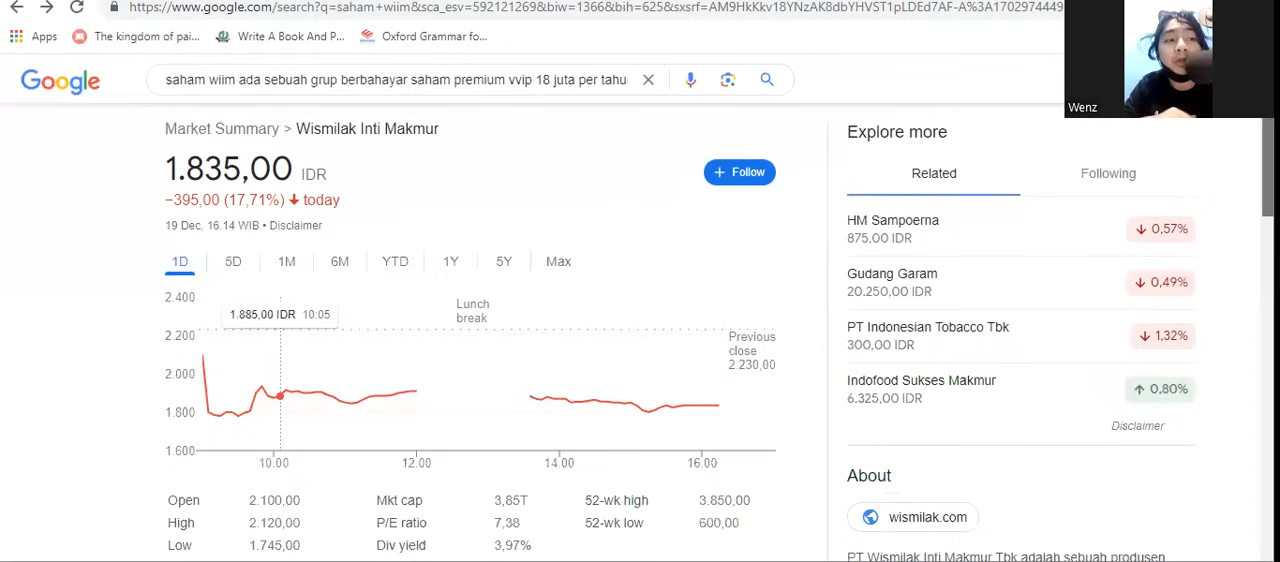 https://www.google.com/search?q=saham+wiim&sca_esv=592121269&biw=1366&bih=625&sxsrf=AM9HkKkv18YNzAK8dbYHVST1pLDEd7AF-A%3A1702974449
Apps
The kingdom of pai...
Write A Book And P...
Oxford Grammar fo...
Wenz
Google
saham wiim ada sebuah grup berbahayar saham premium vvip 18 juta per tahu
Market Summary > Wismilak Inti Makmur
1.835,00 IDR
+ Follow
−395,00 (17,71%) ↓ today
19 Dec, 16.14 WIB • Disclaimer
1D 5D 1M 6M YTD 1Y 5Y Max
2.400
2.200
2.000
1.800
1.600
1.885,00 IDR 10:05
Lunch
break
Previous
close
2.230,00
10.00 12.00 14.00 16.00
Open 2.100,00 Mkt cap 3,85T 52-wk high 3.850,00
High 2.120,00 P/E ratio 7,38 52-wk low 600,00
Low 1.745,00 Div yield 3,97%
Explore more
Related Following
HM Sampoerna
875,00 IDR
↓ 0,57%
Gudang Garam
20.250,00 IDR
↓ 0,49%
PT Indonesian Tobacco Tbk
300,00 IDR
↓ 1,32%
Indofood Sukses Makmur
6.325,00 IDR
↑ 0,80%
Disclaimer
About
wismilak.com
PT Wismilak Inti Makmur Tbk adalah sebuah produsen